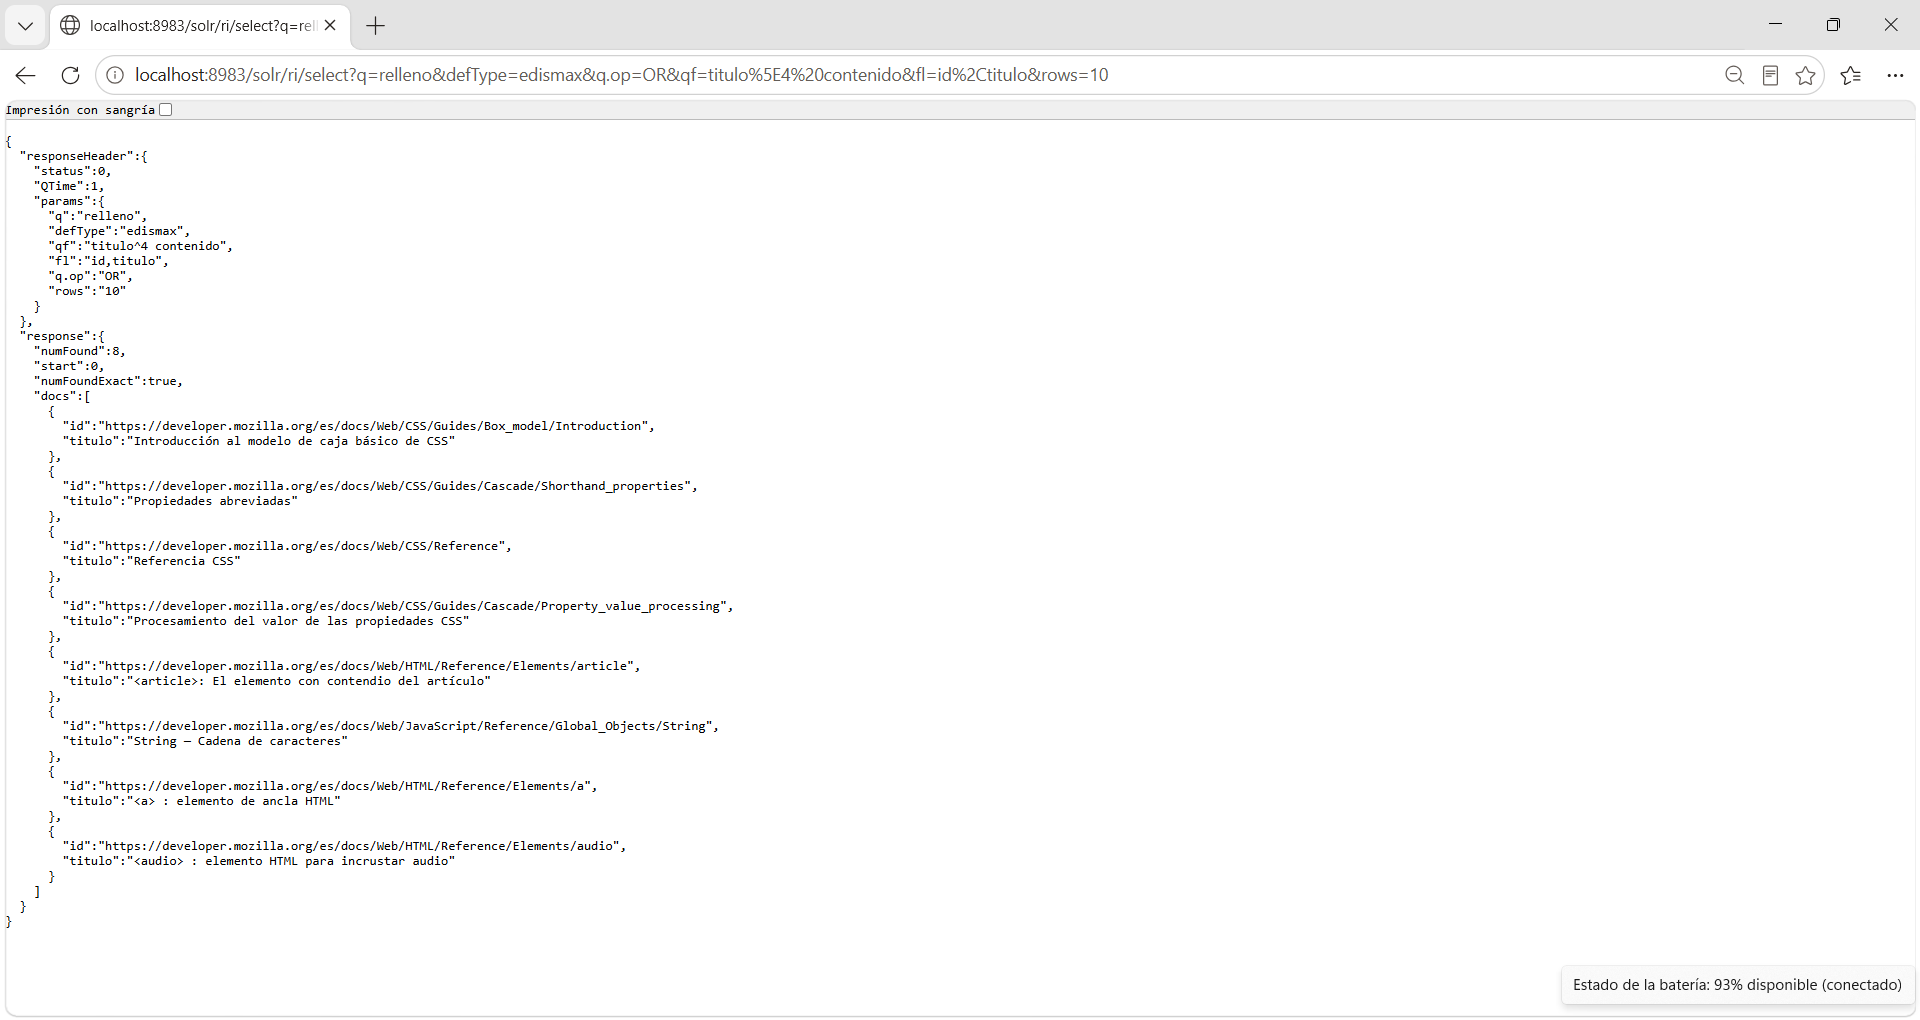 localhost:8983/solr/ri/select?q=rel
localhost:8983/solr/ri/select?q=relleno&defType=edismax&q.op=OR&qf=titulo%5E4%20contenido&fl=id%2Ctitulo&rows=10
Impresión con sangría
{
  "responseHeader":{
    "status":0,
    "QTime":1,
    "params":{
      "q":"relleno",
      "defType":"edismax",
      "qf":"titulo^4 contenido",
      "fl":"id,titulo",
      "q.op":"OR",
      "rows":"10"
    }
  },
  "response":{
    "numFound":8,
    "start":0,
    "numFoundExact":true,
    "docs":[
      {
        "id":"https://developer.mozilla.org/es/docs/Web/CSS/Guides/Box_model/Introduction",
        "titulo":"Introducción al modelo de caja básico de CSS"
      },
      {
        "id":"https://developer.mozilla.org/es/docs/Web/CSS/Guides/Cascade/Shorthand_properties",
        "titulo":"Propiedades abreviadas"
      },
      {
        "id":"https://developer.mozilla.org/es/docs/Web/CSS/Reference",
        "titulo":"Referencia CSS"
      },
      {
        "id":"https://developer.mozilla.org/es/docs/Web/CSS/Guides/Cascade/Property_value_processing",
        "titulo":"Procesamiento del valor de las propiedades CSS"
      },
      {
        "id":"https://developer.mozilla.org/es/docs/Web/HTML/Reference/Elements/article",
        "titulo":"<article>: El elemento con contendio del artículo"
      },
      {
        "id":"https://developer.mozilla.org/es/docs/Web/JavaScript/Reference/Global_Objects/String",
        "titulo":"String – Cadena de caracteres"
      },
      {
        "id":"https://developer.mozilla.org/es/docs/Web/HTML/Reference/Elements/a",
        "titulo":"<a> : elemento de ancla HTML"
      },
      {
        "id":"https://developer.mozilla.org/es/docs/Web/HTML/Reference/Elements/audio",
        "titulo":"<audio> : elemento HTML para incrustar audio"
      }
    ]
  }
}
Estado de la batería: 93% disponible (conectado)